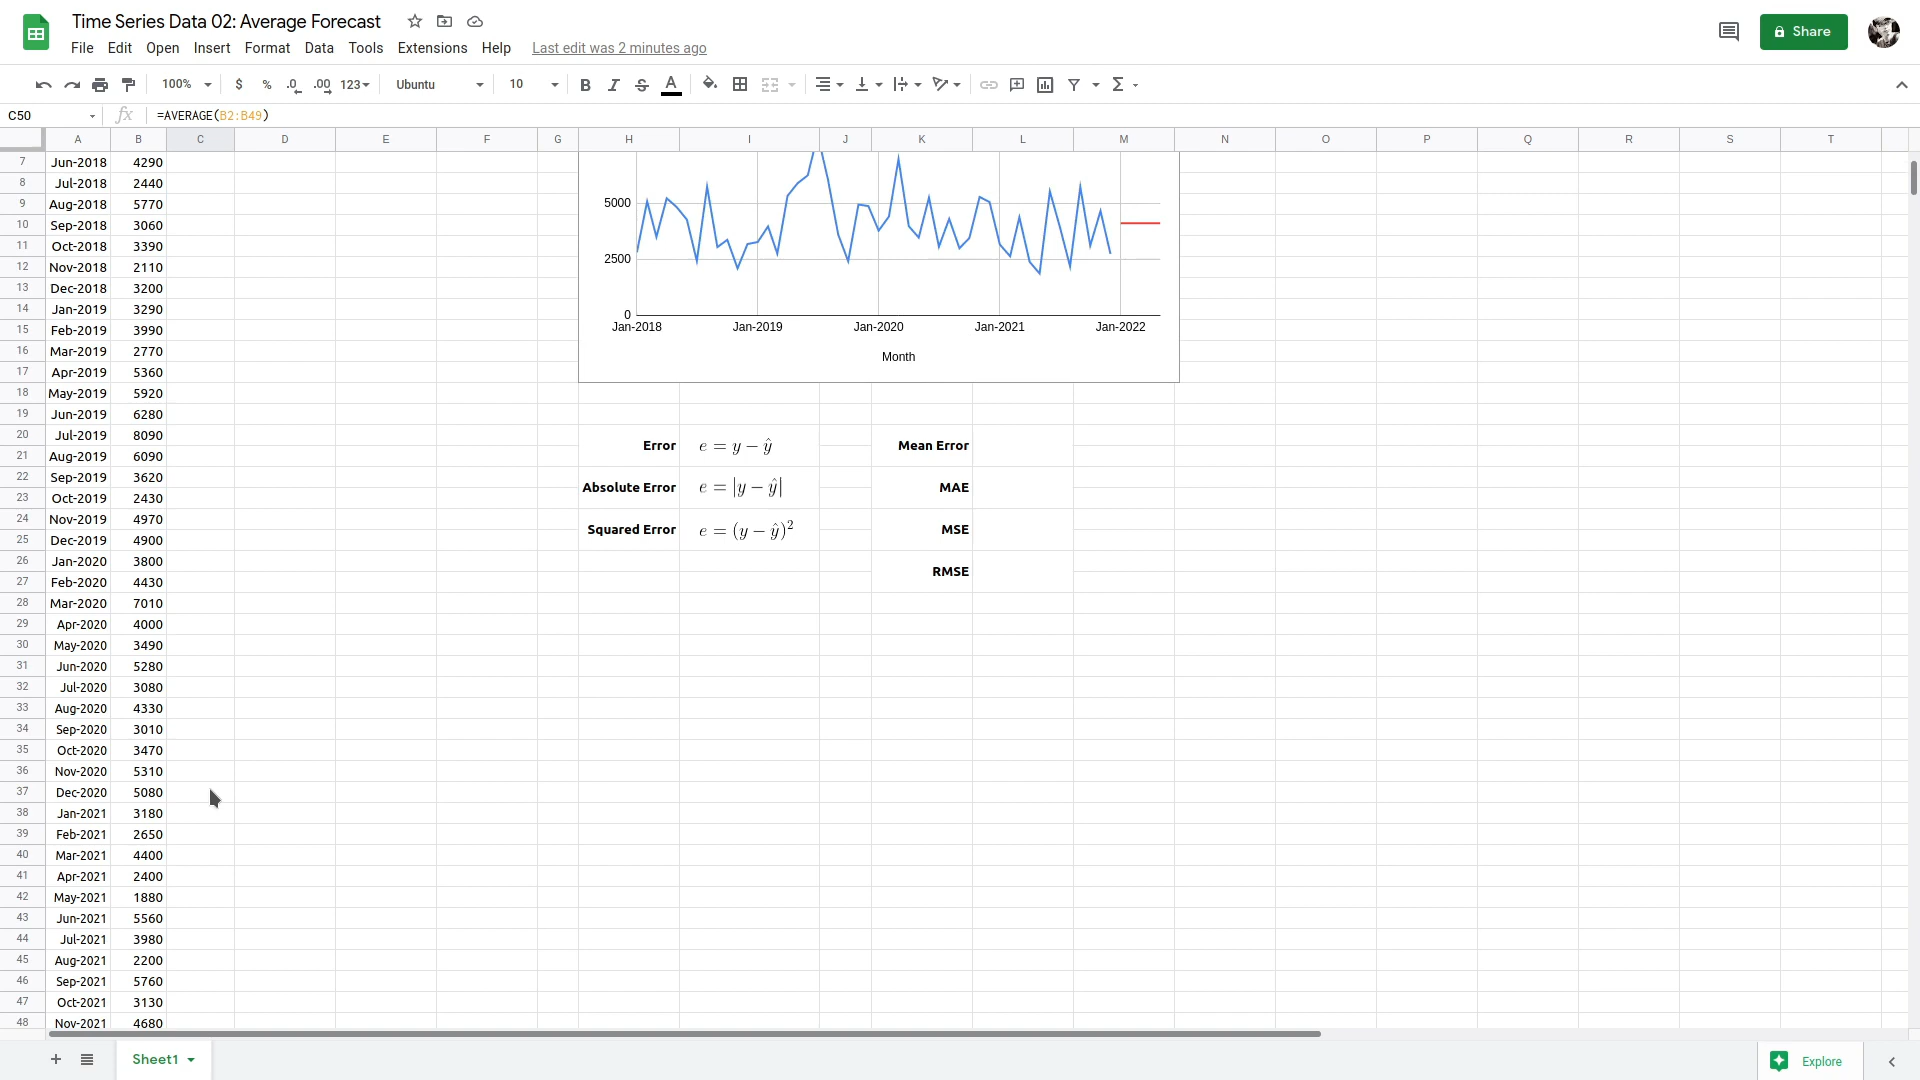 Time Series Data 02: Average Forecast
Share
File Edit View Insert Format Data Tools Extensions Help Last edit was 2 minutes ago
100% $ % .0 .00 123 Ubuntu 10 B I S A Σ
C50 fx =AVERAGE(B2:B49)
A B C D E F G H I J K L M N O P Q R S T
7 Jun-2018 4290
8 Jul-2018 2440
9 Aug-2018 5770
10 Sep-2018 3060
11 Oct-2018 3390
12 Nov-2018 2110
13 Dec-2018 3200
14 Jan-2019 3290
15 Feb-2019 3990
16 Mar-2019 2770
17 Apr-2019 5360
18 May-2019 5920
19 Jun-2019 6280
20 Jul-2019 8090
21 Aug-2019 6090
22 Sep-2019 3620
23 Oct-2019 2430
24 Nov-2019 4970
25 Dec-2019 4900
26 Jan-2020 3800
27 Feb-2020 4430
28 Mar-2020 7010
29 Apr-2020 4000
30 May-2020 3490
31 Jun-2020 5280
32 Jul-2020 3080
33 Aug-2020 4330
34 Sep-2020 3010
35 Oct-2020 3470
36 Nov-2020 5310
37 Dec-2020 5080
38 Jan-2021 3180
39 Feb-2021 2650
40 Mar-2021 4400
41 Apr-2021 2400
42 May-2021 1880
43 Jun-2021 5560
44 Jul-2021 3980
45 Aug-2021 2200
46 Sep-2021 5760
47 Oct-2021 3130
48 Nov-2021 4680
5000
2500
0
Jan-2018 Jan-2019 Jan-2020 Jan-2021 Jan-2022
Month
Error e = y − ŷ Mean Error
Absolute Error e = |y − ŷ| MAE
Squared Error e = (y − ŷ)² MSE
RMSE
+ Sheet1
Explore